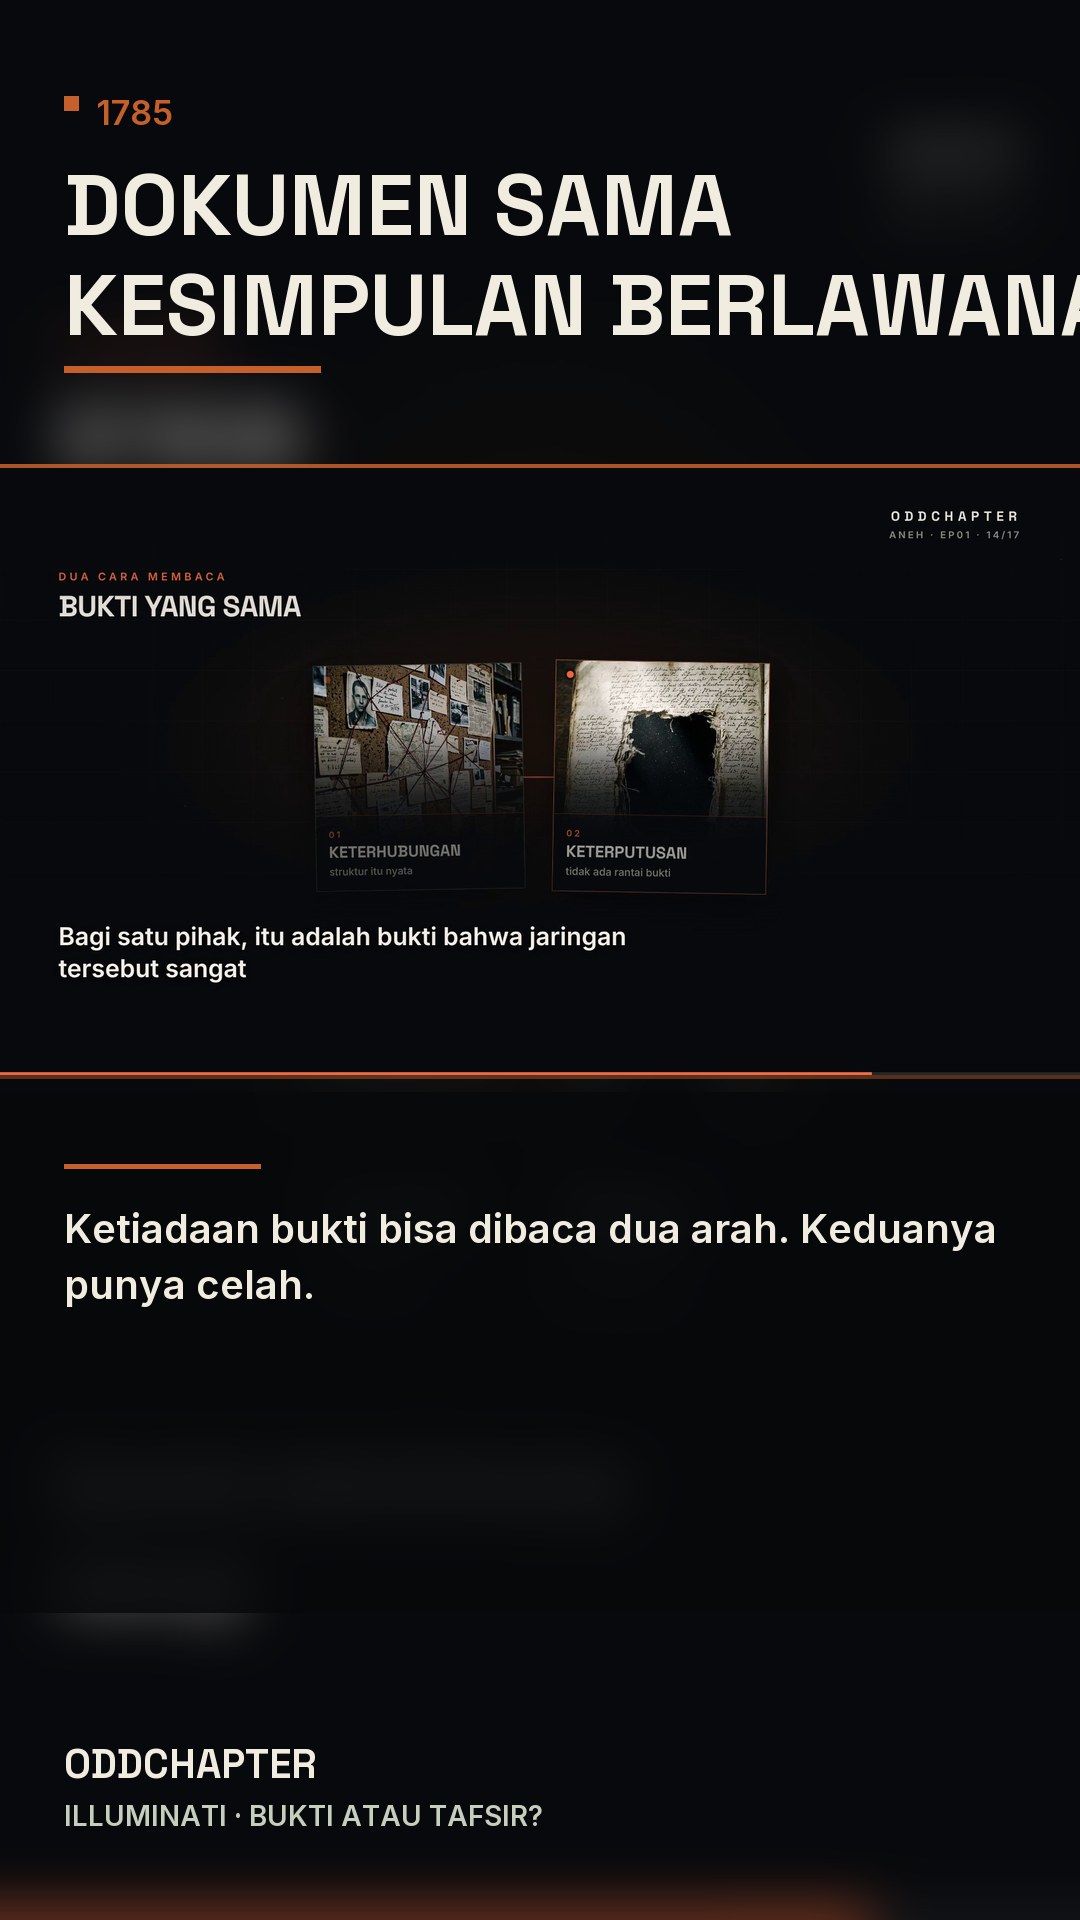 1785
DOKUMEN SAMA
KESIMPULAN BERLAWANA
ODDCHAPTER
ANEH · EP01 · 14/17
DUA CARA MEMBACA
BUKTI YANG SAMA
01
KETERHUBUNGAN
struktur itu nyata
02
KETERPUTUSAN
tidak ada rantai bukti
Bagi satu pihak, itu adalah bukti bahwa jaringan
tersebut sangat
Ketiadaan bukti bisa dibaca dua arah. Keduanya
punya celah.
ODDCHAPTER
ILLUMINATI · BUKTI ATAU TAFSIR?